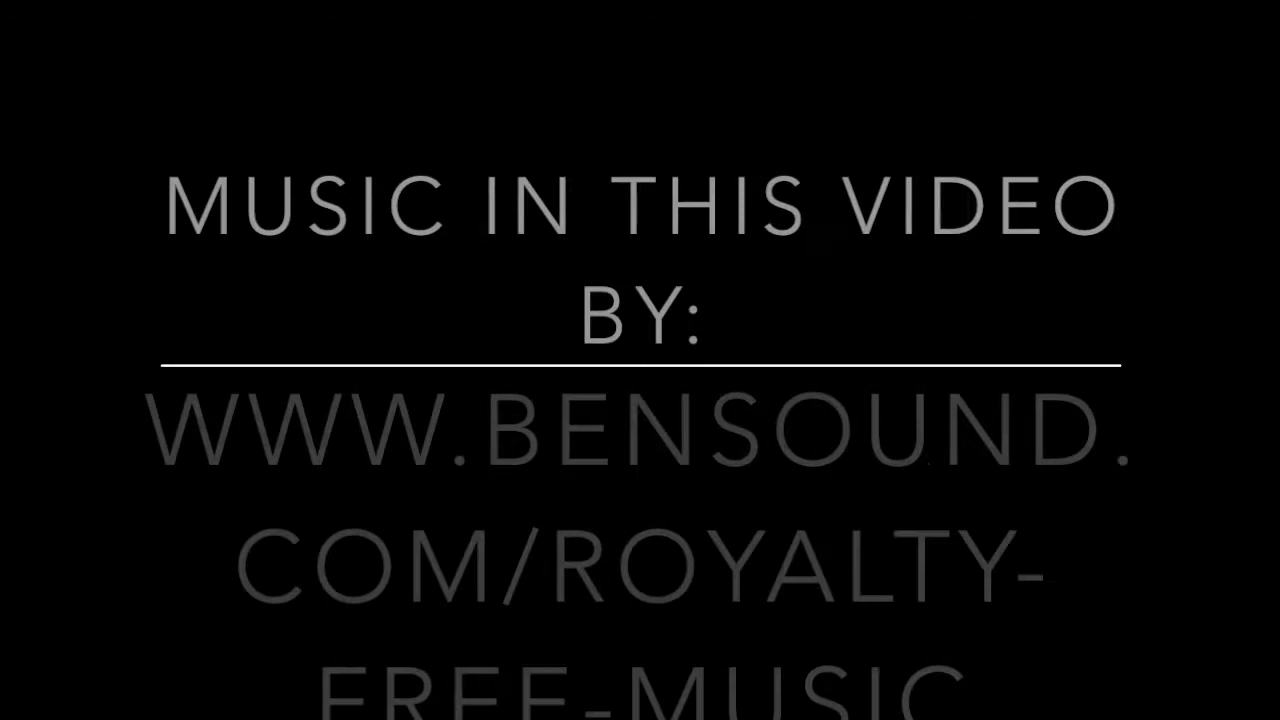 MUSIC IN THIS VIDEO
BY:
WWW.BENSOUND.
COM/ROYALTY-
FREE-MUSIC